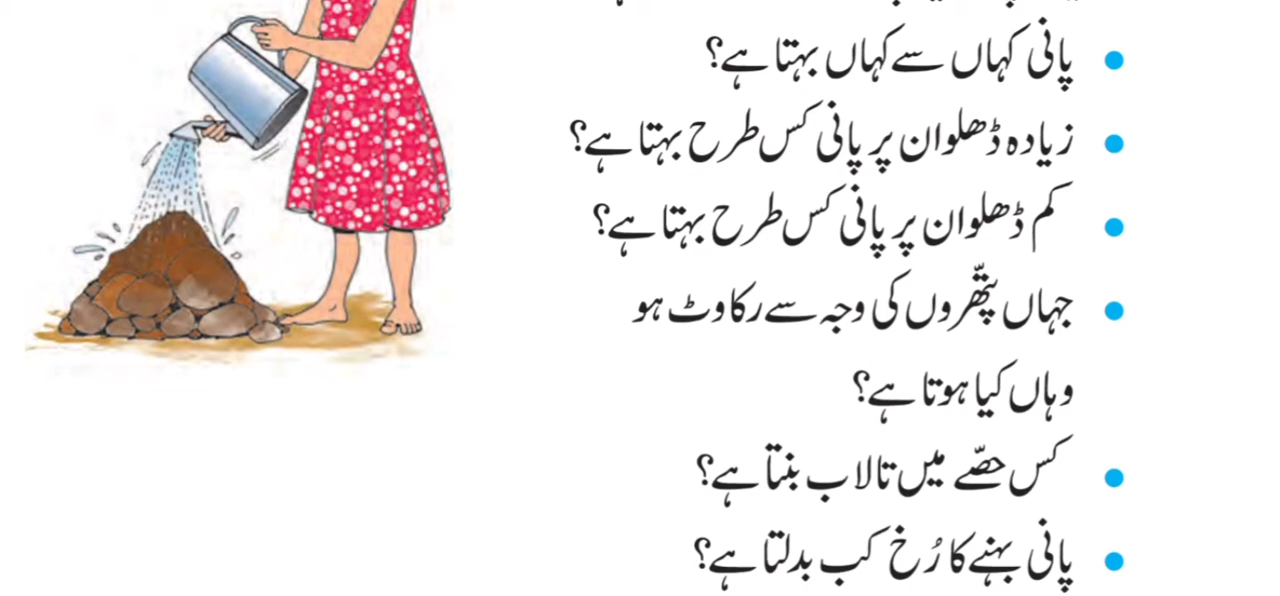 • پانی کہاں سے کہاں بہتا ہے؟
• زیادہ ڈھلوان پر پانی کس طرح بہتا ہے؟
• کم ڈھلوان پر پانی کس طرح بہتا ہے؟
• جہاں پتّھروں کی وجہ سے رکاوٹ ہو
وہاں کیا ہوتا ہے؟
• کس حصّے میں تالاب بنتا ہے؟
• پانی بہنے کا رُخ کب بدلتا ہے؟